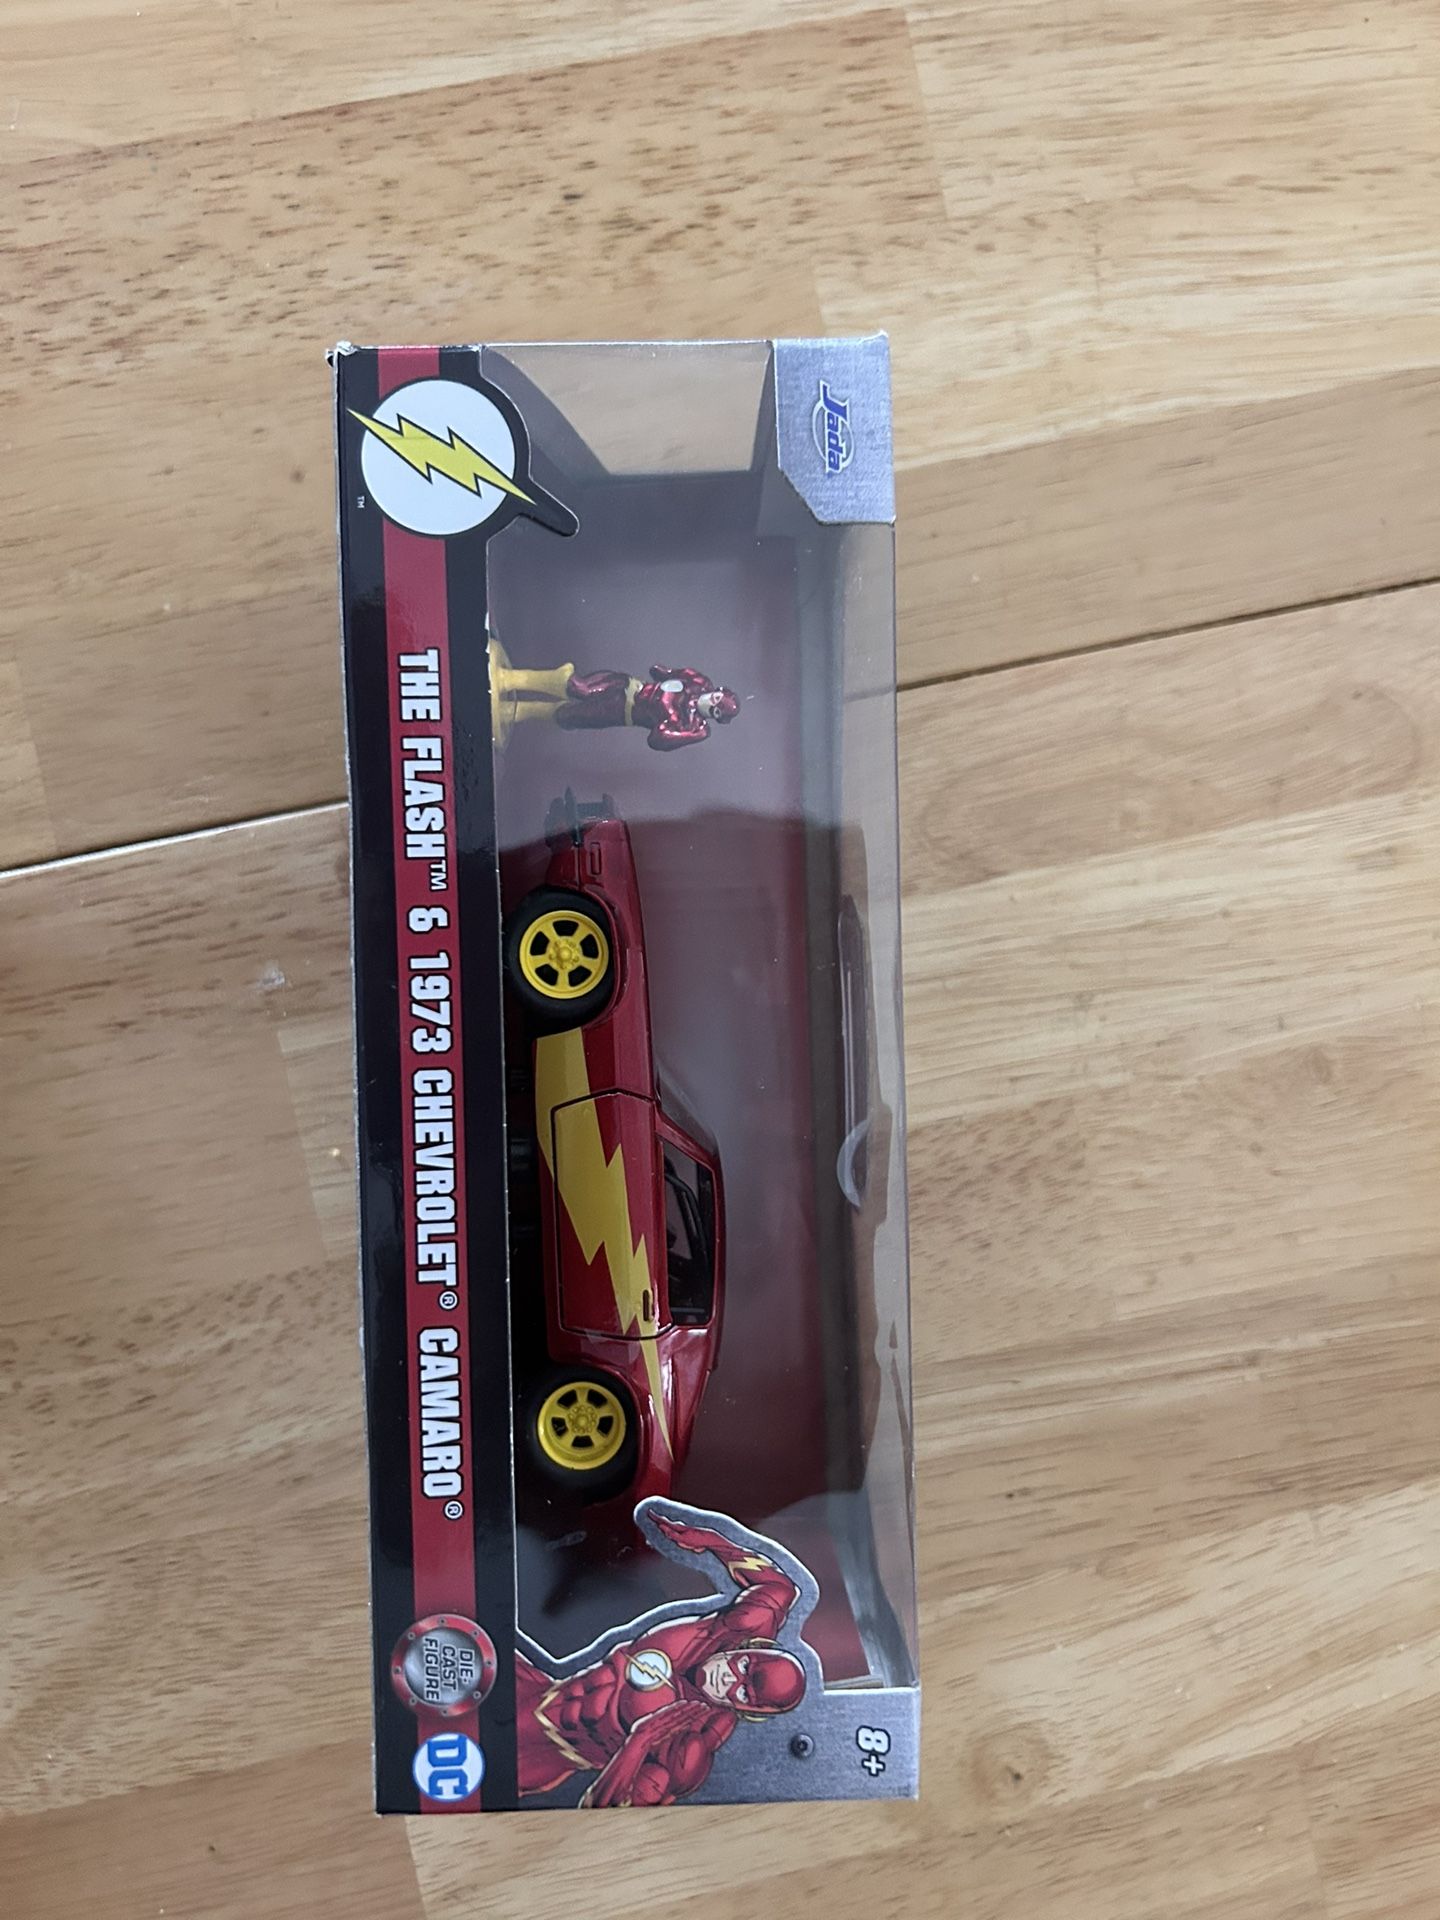 Jada
8+
TM
THE FLASH™ & 1973 CHEVROLET® CAMARO®
DIE-
CAST
FIGURE
DC